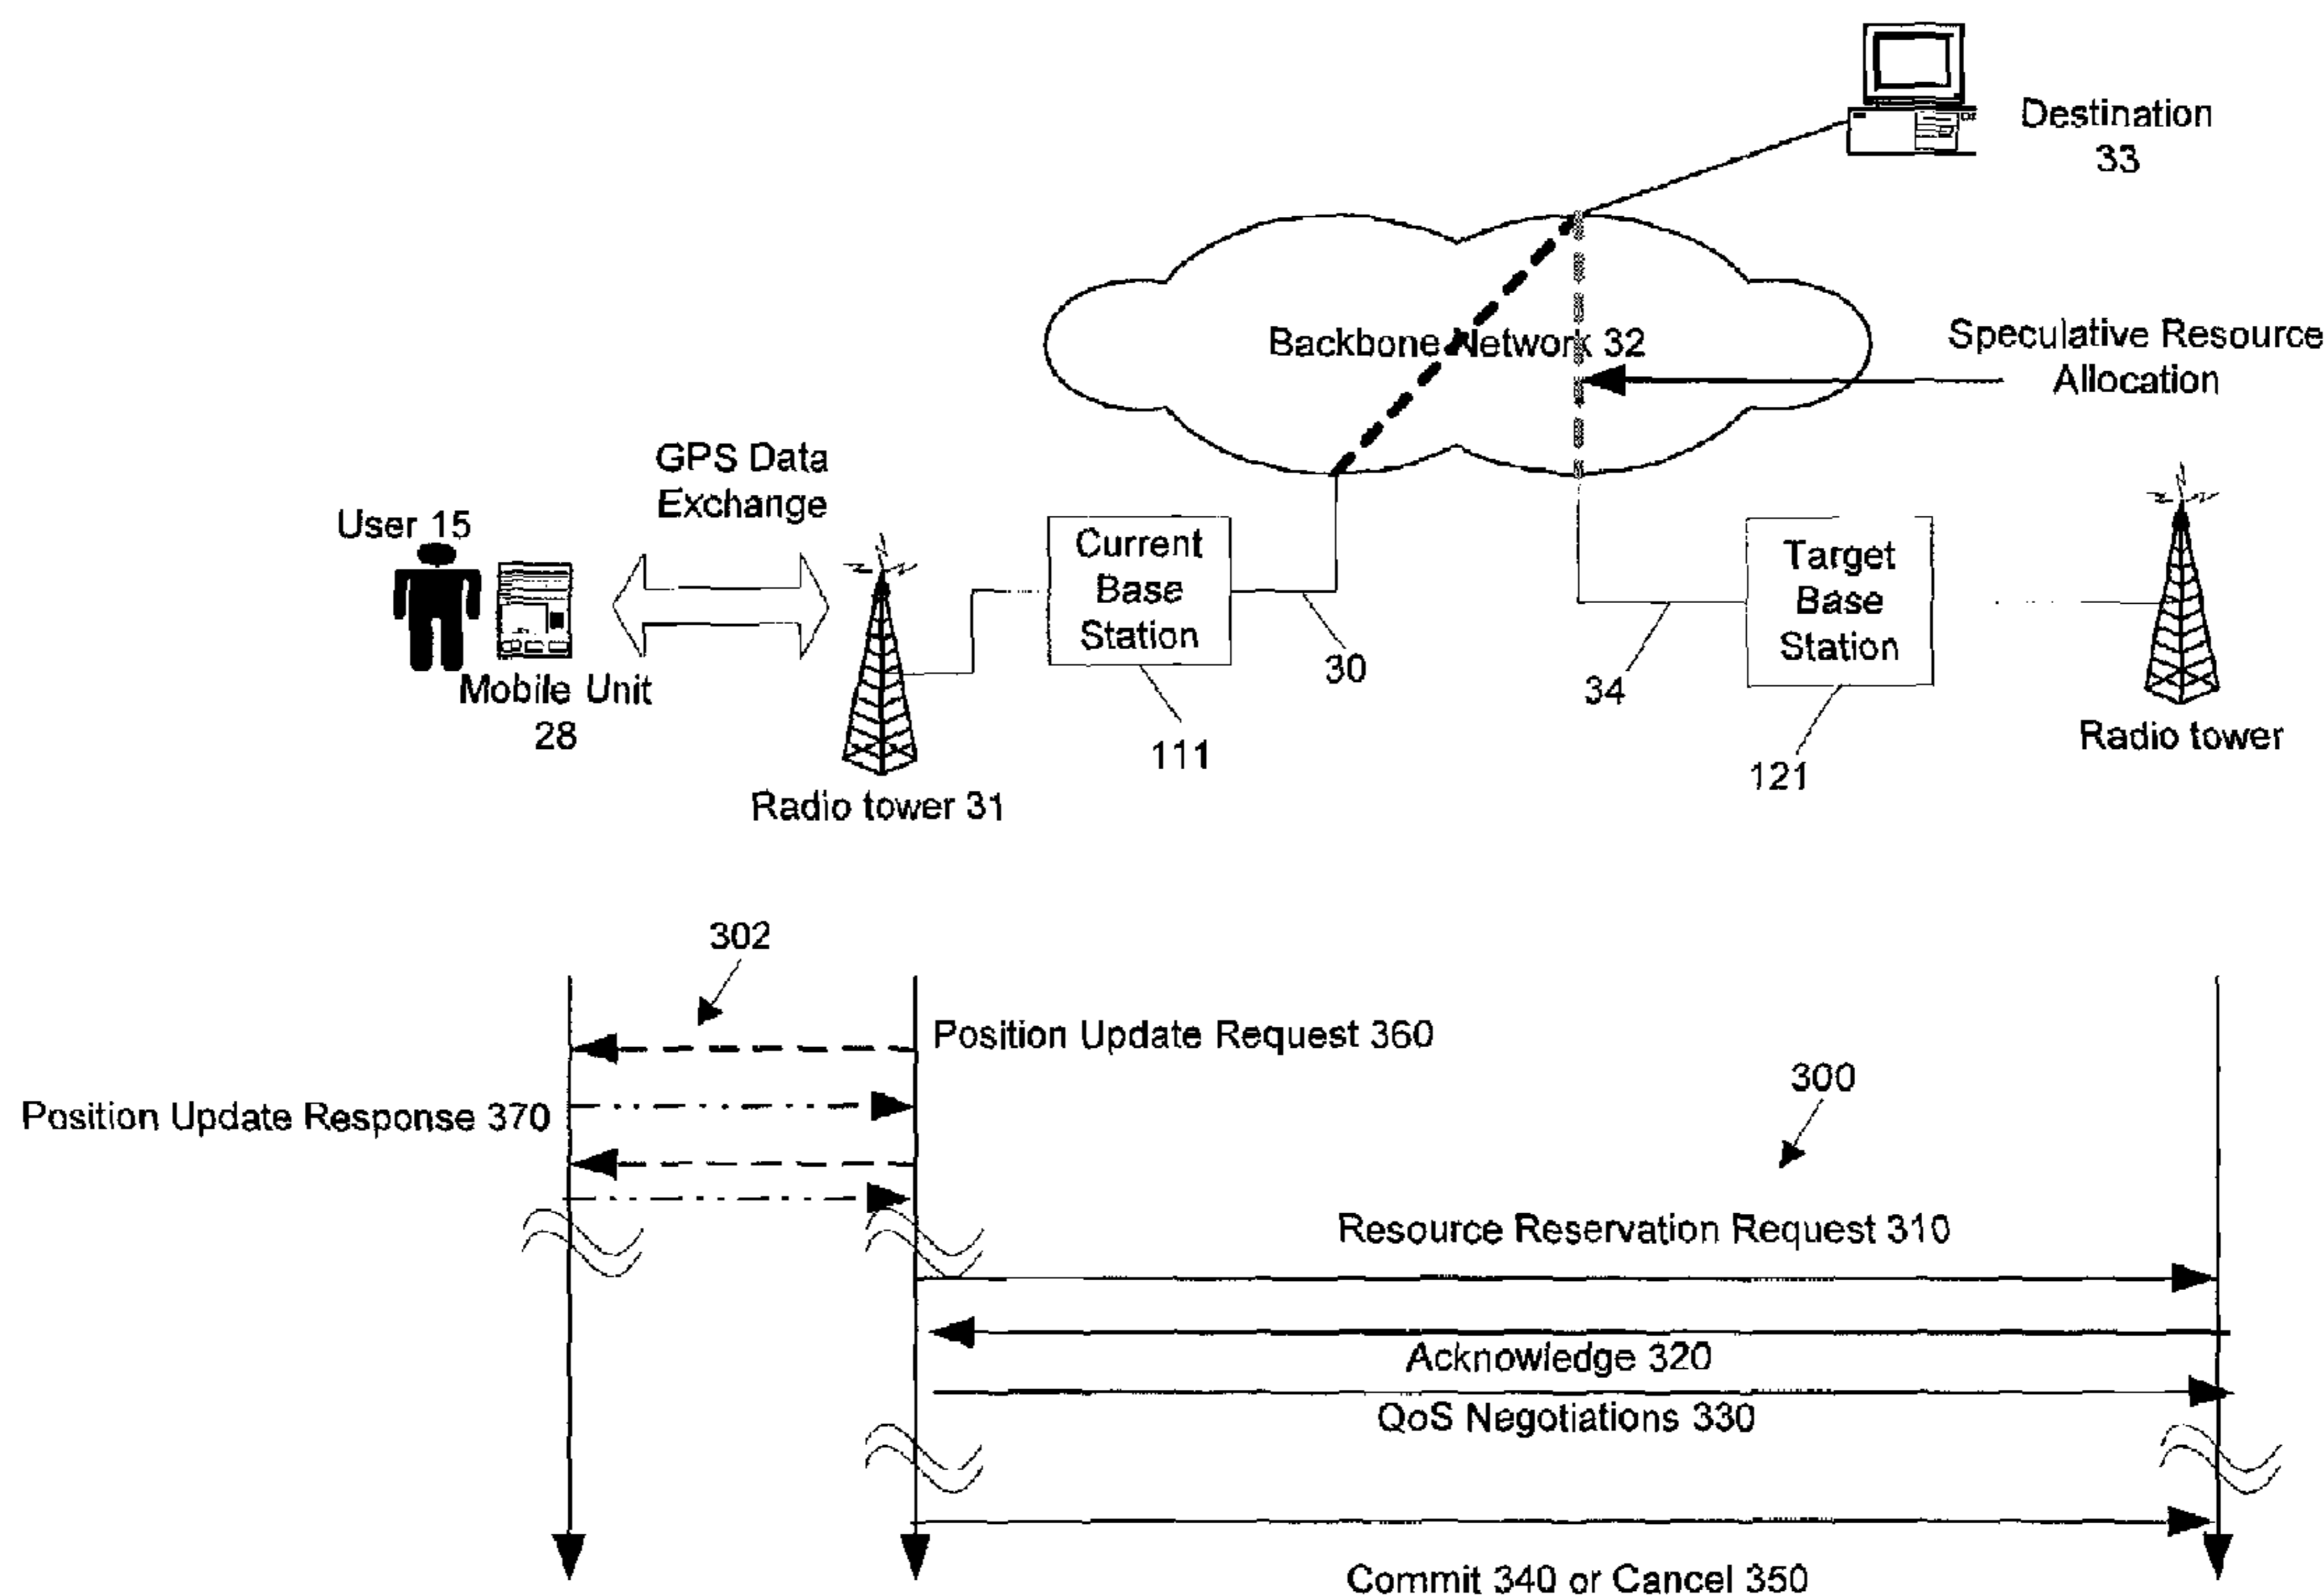 Destination
33
Backbone Network 32
Speculative Resource
Allocation
GPS Data
Exchange
User 15
Mobile Unit
28
Radio tower 31
Current
Base
Station
111
30
34
Target
Base
Station
121
Radio tower
302
Position Update Request 360
300
Position Update Response 370
Resource Reservation Request 310
Acknowledge 320
QoS Negotiations 330
Commit 340 or Cancel 350